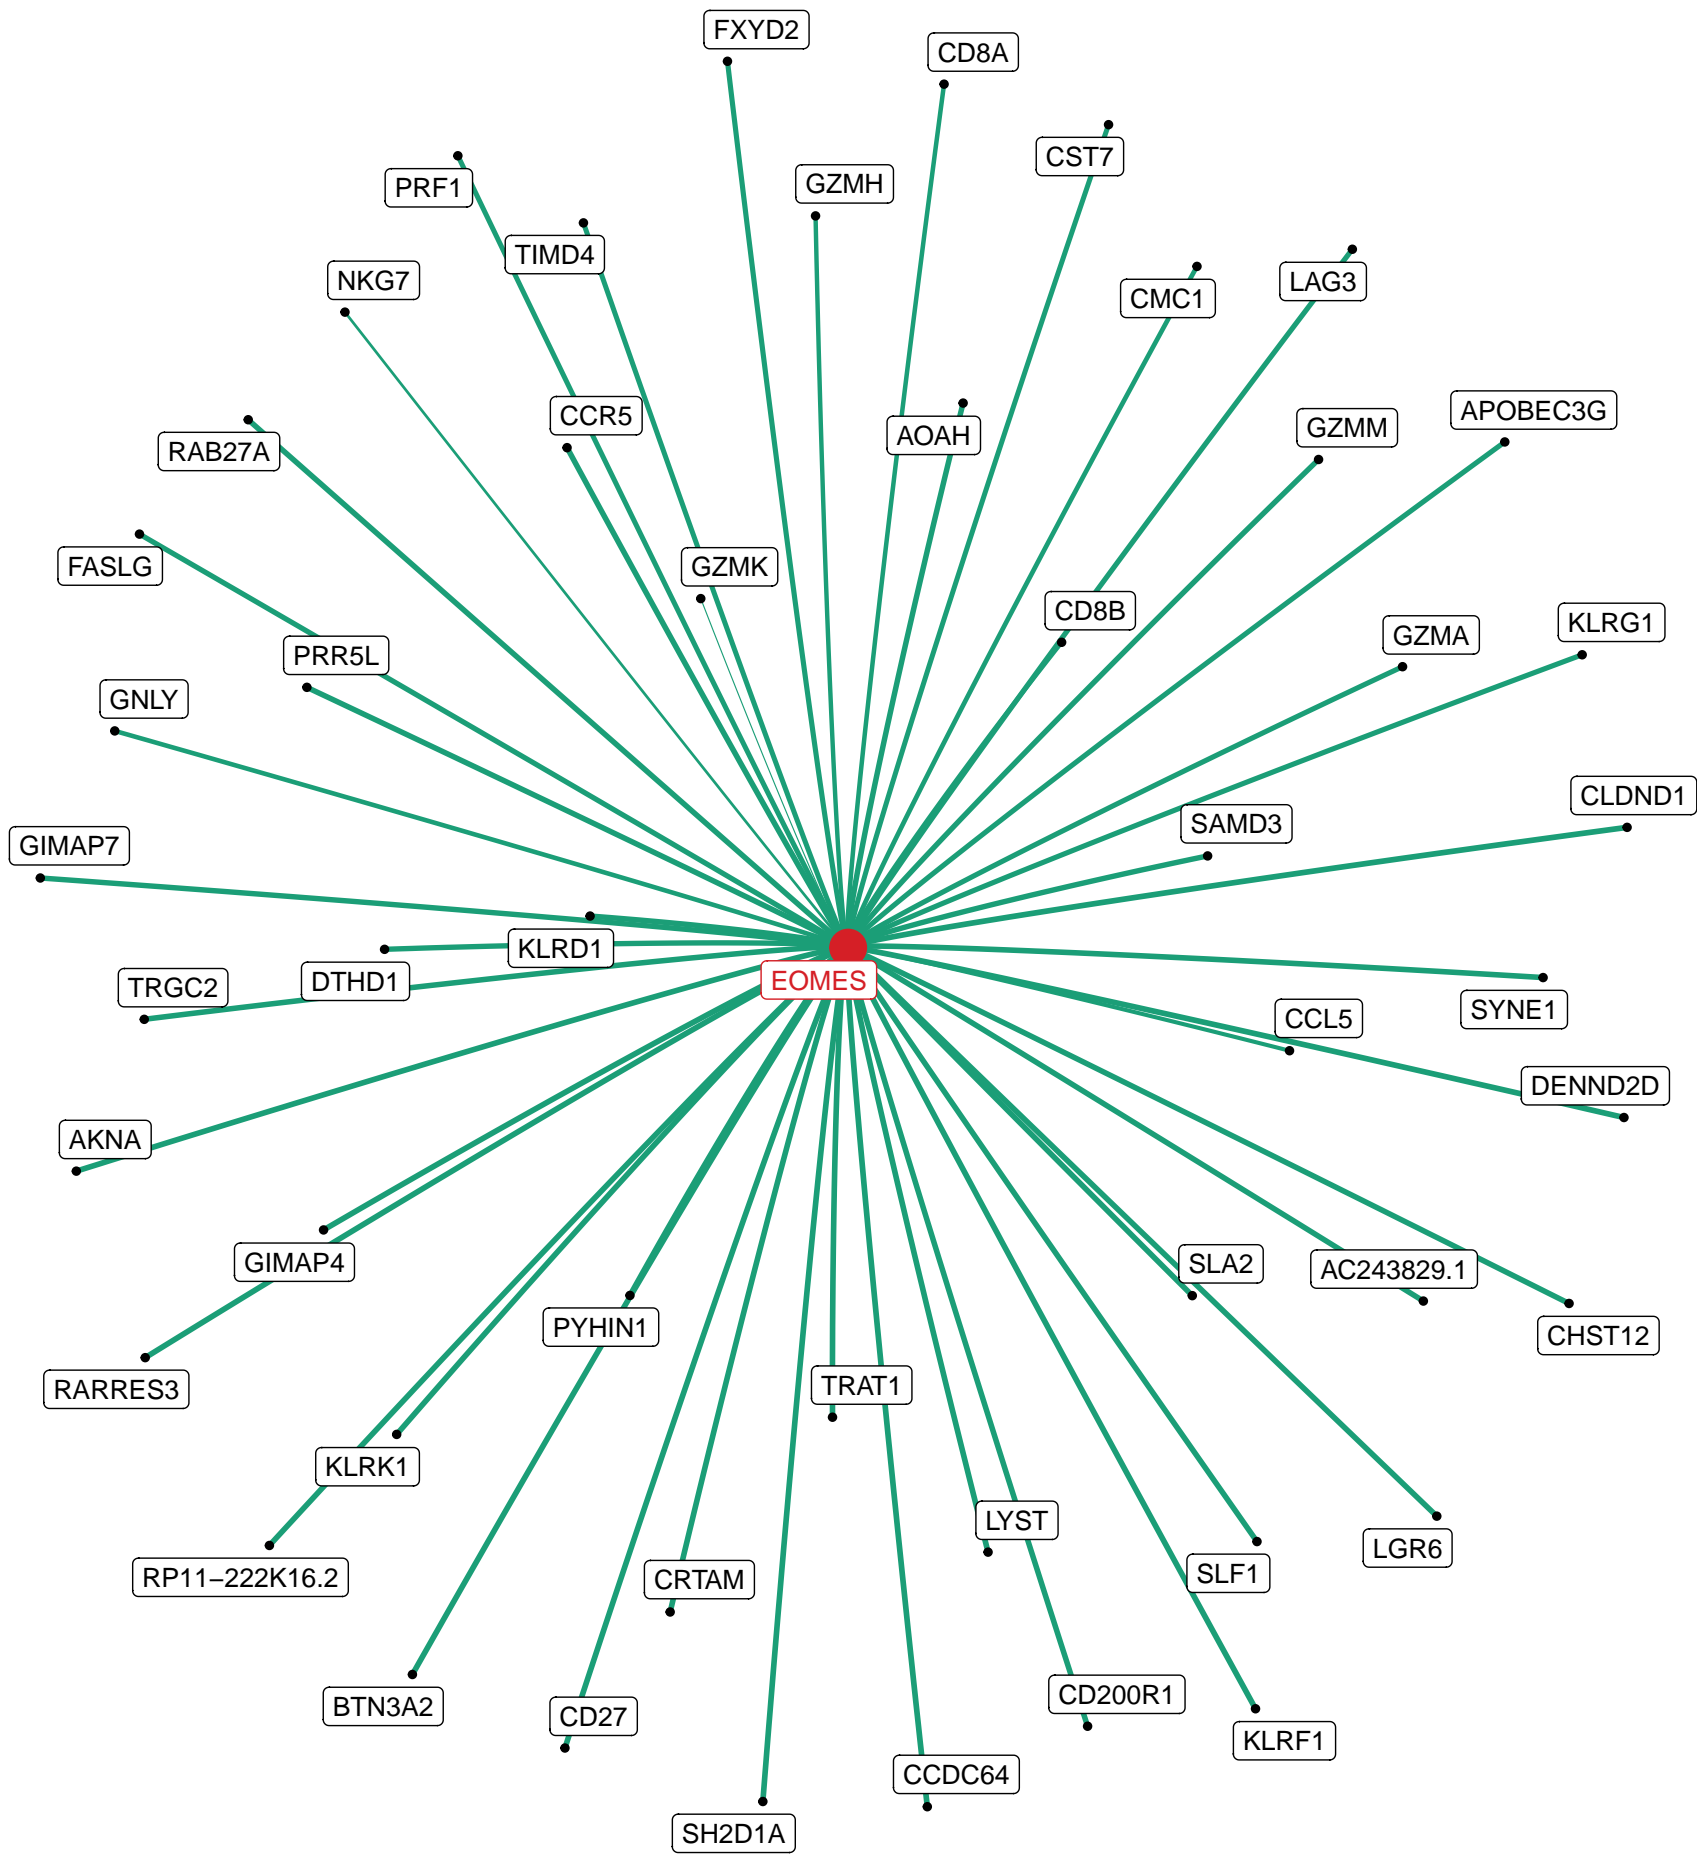 FXYD2
CD8A
CST7
GZMH
PRF1
TIMD4
NKG7
LAG3
CMC1
APOBEC3G
CCR5
GZMM
AOAH
RAB27A
FASLG
GZMK
CD8B
KLRG1
GZMA
PRR5L
GNLY
CLDND1
SAMD3
GIMAP7
KLRD1
DTHD1
EOMES
TRGC2
SYNE1
CCL5
DENND2D
AKNA
GIMAP4
SLA2
AC243829.1
PYHIN1
CHST12
TRAT1
RARRES3
KLRK1
LYST
LGR6
SLF1
RP11−222K16.2
CRTAM
CD200R1
BTN3A2
CD27
KLRF1
CCDC64
SH2D1A